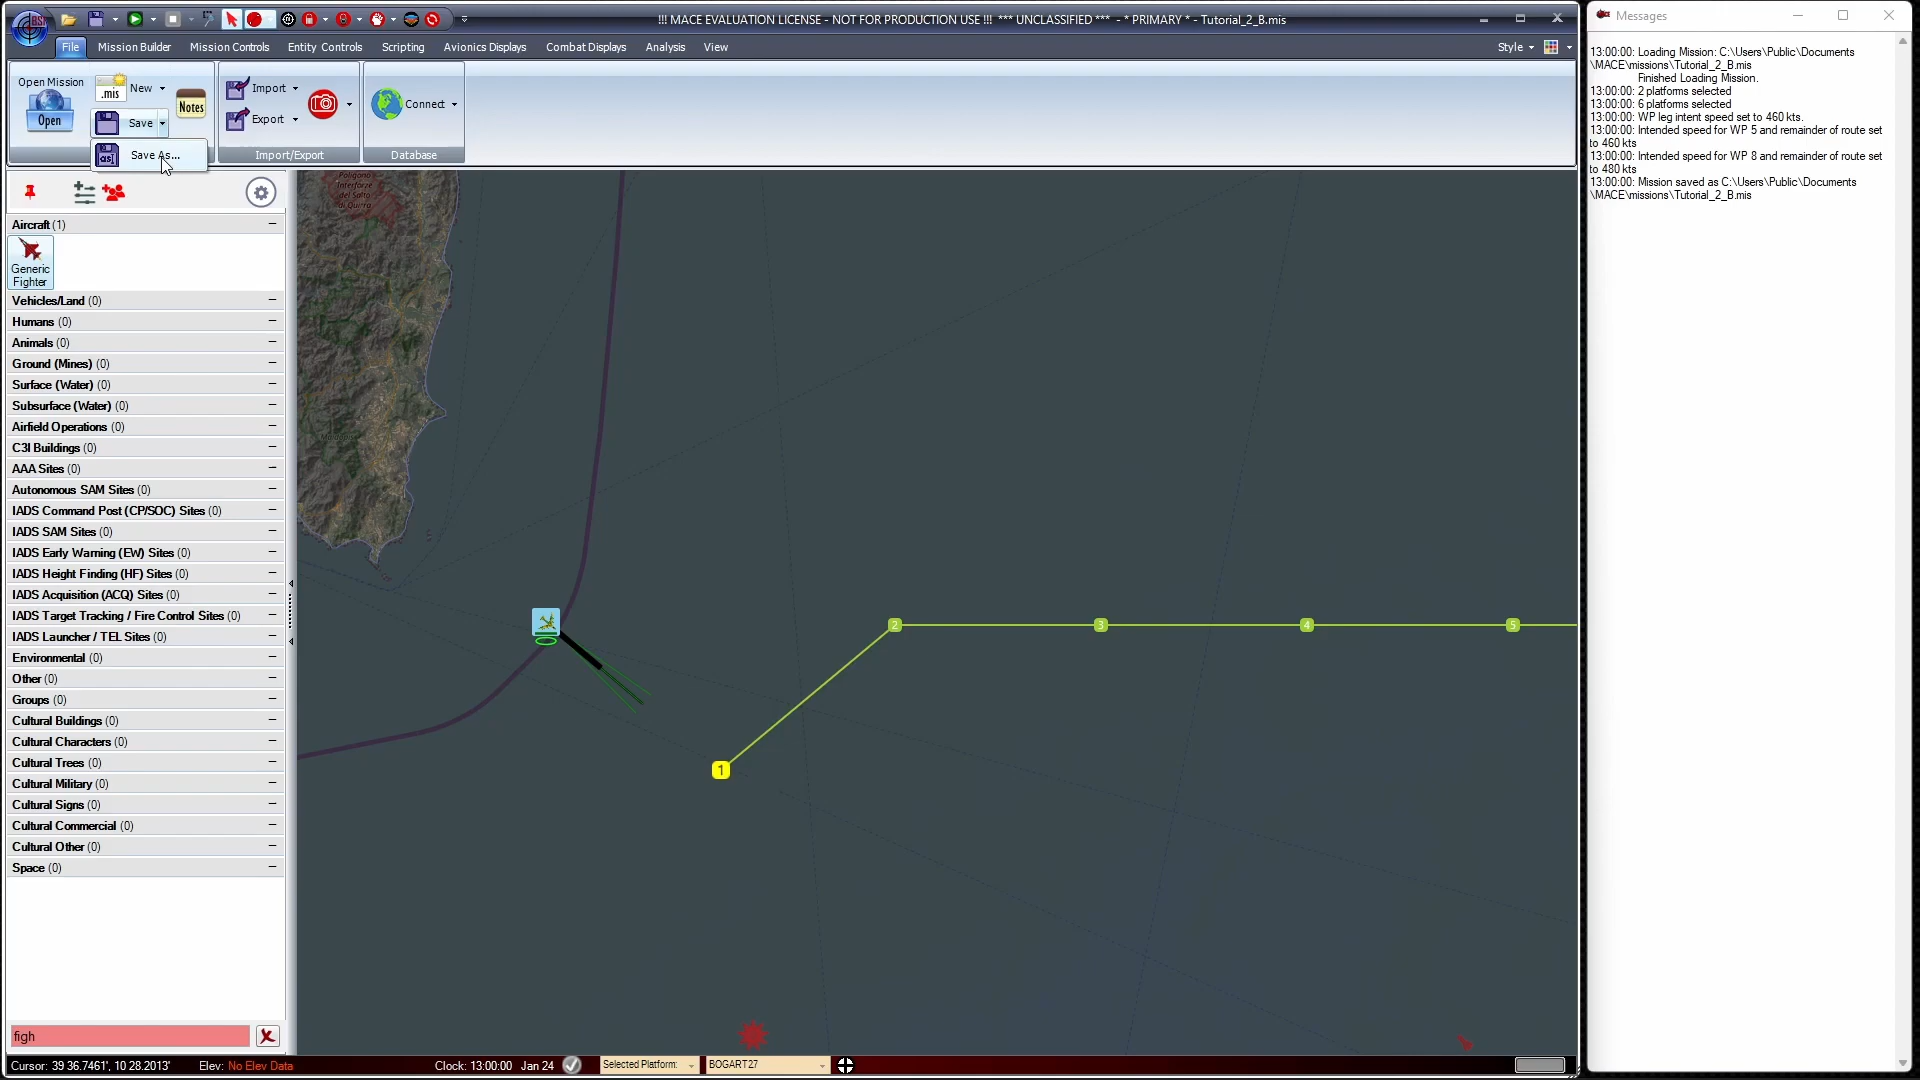 !!! MACE EVALUATION LICENSE - NOT FOR PRODUCTION USE !!! *** UNCLASSIFIED *** - * PRIMARY * - Tutorial_2_B.mis
File Mission Builder Mission Controls Entity Controls Scripting Avionics Displays Combat Displays Analysis View Style
Open Mission
Open
.mis
New
Save
Notes
Save As...
Import
Export
Import/Export
Connect
Database
Aircraft (1)
Generic
Fighter
Vehicles/Land (0)
Humans (0)
Animals (0)
Ground (Mines) (0)
Surface (Water) (0)
Subsurface (Water) (0)
Airfield Operations (0)
C3I Buildings (0)
AAA Sites (0)
Autonomous SAM Sites (0)
IADS Command Post (CP/SOC) Sites (0)
IADS SAM Sites (0)
IADS Early Warning (EW) Sites (0)
IADS Height Finding (HF) Sites (0)
IADS Acquisition (ACQ) Sites (0)
IADS Target Tracking / Fire Control Sites (0)
IADS Launcher / TEL Sites (0)
Environmental (0)
Other (0)
Groups (0)
Cultural Buildings (0)
Cultural Characters (0)
Cultural Trees (0)
Cultural Military (0)
Cultural Signs (0)
Cultural Commercial (0)
Cultural Other (0)
Space (0)
figh
Poligono
Interforze
del Salto
di Quirra
1
2
3
4
5
Cursor: 39 36.7461', 10 28.2013' Elev: No Elev Data Clock: 13:00:00 Jan 24 Selected Platform: BOGART27
Messages
13:00:00: Loading Mission: C:\Users\Public\Documents
\MACE\missions\Tutorial_2_B.mis
Finished Loading Mission.
13:00:00: 2 platforms selected
13:00:00: 6 platforms selected
13:00:00: WP leg intent speed set to 460 kts.
13:00:00: Intended speed for WP 5 and remainder of route set
to 460 kts
13:00:00: Intended speed for WP 8 and remainder of route set
to 480 kts
13:00:00: Mission saved as C:\Users\Public\Documents
\MACE\missions\Tutorial_2_B.mis